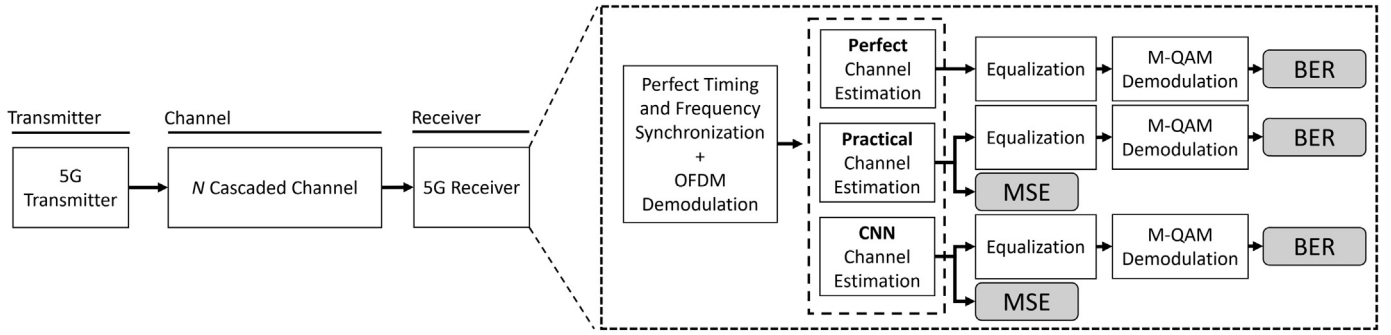 Transmitter
Channel
Receiver
5G
Transmitter
N Cascaded Channel
5G Receiver
Perfect Timing
and Frequency
Synchronization
+
OFDM
Demodulation
Perfect
Channel
Estimation
Equalization
M-QAM
Demodulation
BER
Practical
Channel
Estimation
Equalization
M-QAM
Demodulation
BER
MSE
CNN
Channel
Estimation
Equalization
M-QAM
Demodulation
BER
MSE